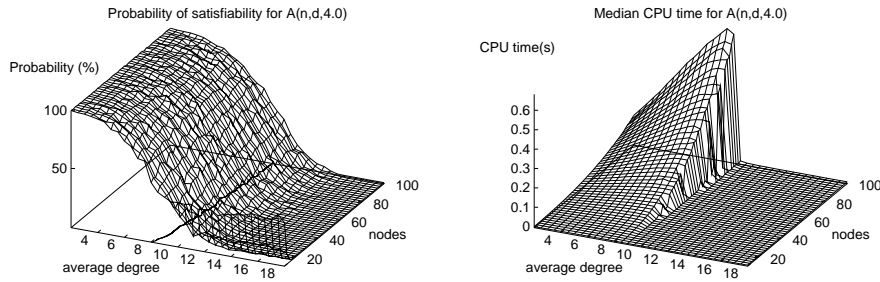 Probability of satisfiability for A(n,d,4.0)
Probability (%)
100
50
4 6 8 10 12 14 16 18
average degree
20 40 60 80 100
nodes
Median CPU time for A(n,d,4.0)
CPU time(s)
0.6
0.5
0.4
0.3
0.2
0.1
0
4 6 8 10 12 14 16 18
average degree
20 40 60 80 100
nodes